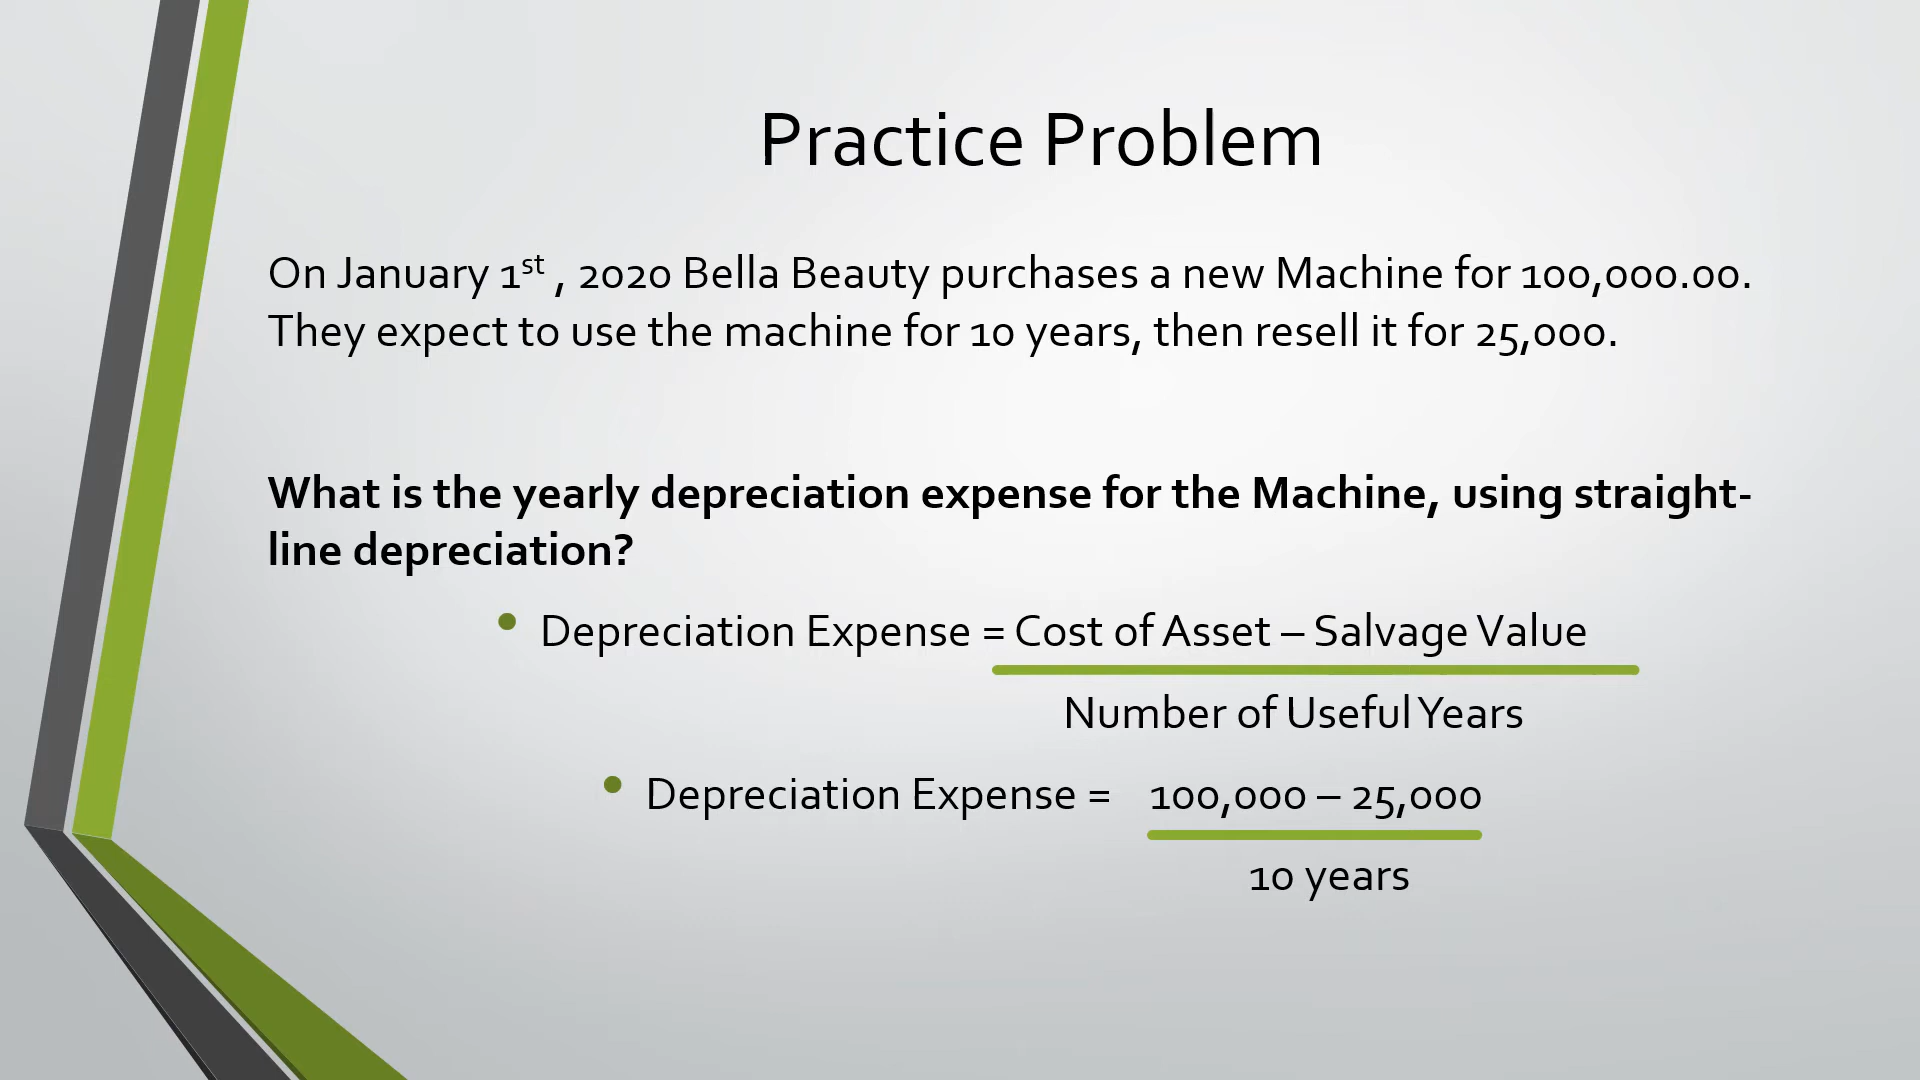 Practice Problem
On January 1st , 2020 Bella Beauty purchases a new Machine for 100,000.00.
They expect to use the machine for 10 years, then resell it for 25,000.
What is the yearly depreciation expense for the Machine, using straight-
line depreciation?
• Depreciation Expense = Cost of Asset – Salvage Value
Number of Useful Years
• Depreciation Expense = 100,000 – 25,000
10 years